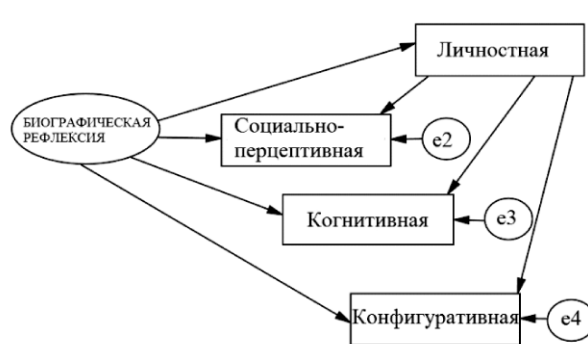 Личностная
БИОГРАФИЧЕСКАЯ
РЕФЛЕКСИЯ
Социально-
перцептивная
e2
Когнитивная
e3
Конфигуративная
e4